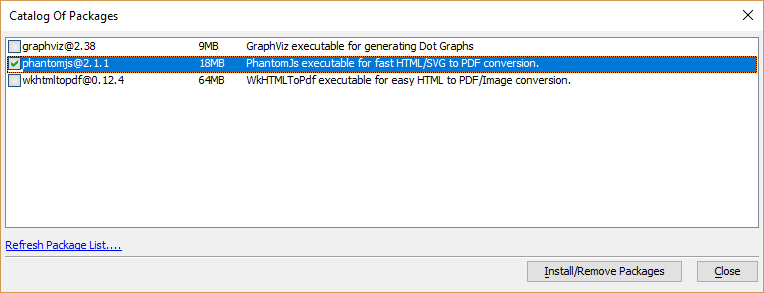 Catalog Of Packages
graphviz@2.38 9MB GraphViz executable for generating Dot Graphs
phantomjs@2.1.1 18MB PhantomJs executable for fast HTML/SVG to PDF conversion.
wkhtmltopdf@0.12.4 64MB WkHTMLToPdf executable for easy HTML to PDF/Image conversion.
Refresh Package List....
Install/Remove Packages Close